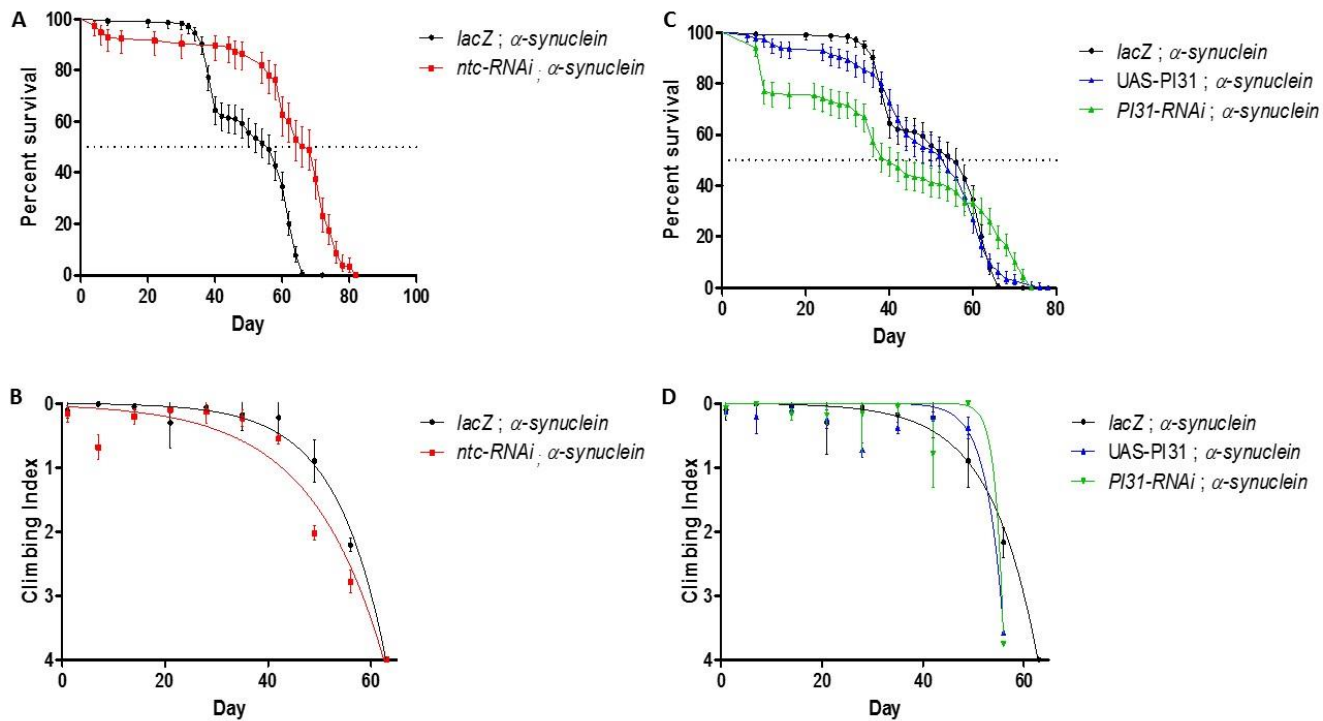 A
100
80
60
40
20
0
Percent survival
0 20 40 60 80 100
Day
lacZ ; α-synuclein
ntc-RNAi ; α-synuclein
C
100
80
60
40
20
0
Percent survival
0 20 40 60 80
Day
lacZ ; α-synuclein
UAS-PI31 ; α-synuclein
PI31-RNAi ; α-synuclein
B
0
1
2
3
4
Climbing Index
0 20 40 60
Day
lacZ ; α-synuclein
ntc-RNAi ; α-synuclein
D
0
1
2
3
4
Climbing Index
0 20 40 60
Day
lacZ ; α-synuclein
UAS-PI31 ; α-synuclein
PI31-RNAi ; α-synuclein